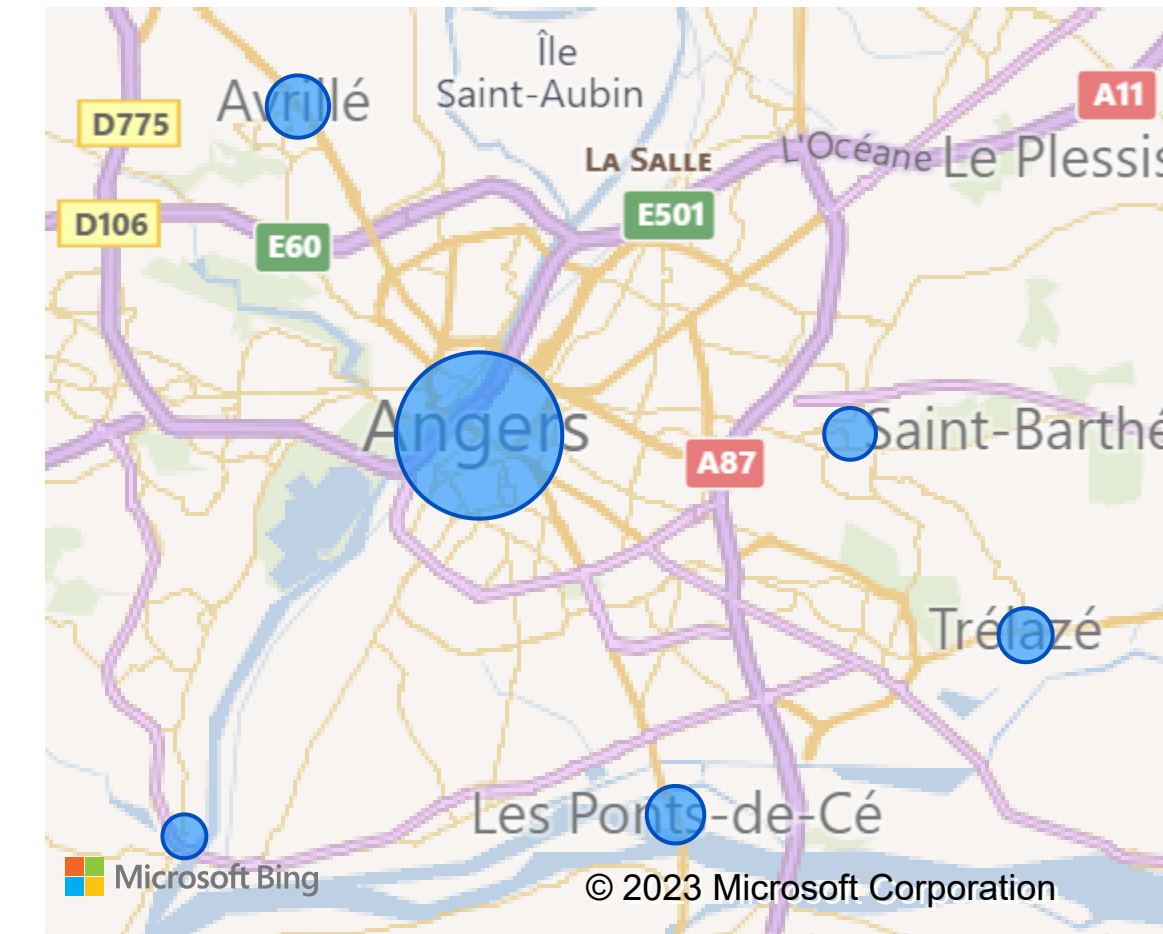 Île
Saint-Aubin
Avrillé
A11
D775
LA SALLE
L'Océane
Le Plessis
D106
E501
E60
Angers
Saint-Barthé
A87
Trélazé
Les Ponts-de-Cé
Microsoft Bing
© 2023 Microsoft Corporation